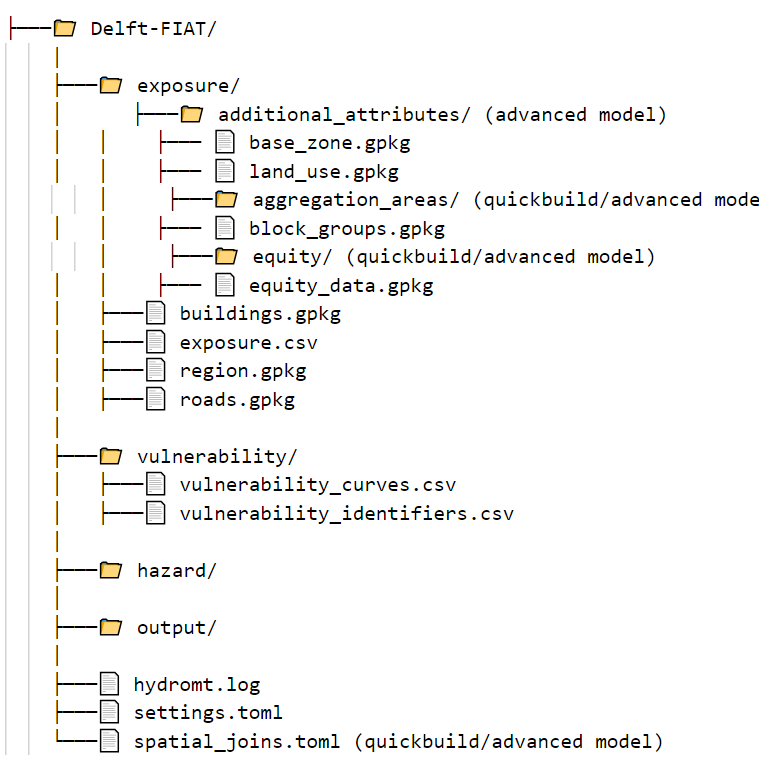 Delft-FIAT/
exposure/
additional_attributes/ (advanced model)
base_zone.gpkg
land_use.gpkg
aggregation_areas/ (quickbuild/advanced mode
block_groups.gpkg
equity/ (quickbuild/advanced model)
equity_data.gpkg
buildings.gpkg
exposure.csv
region.gpkg
roads.gpkg
vulnerability/
vulnerability_curves.csv
vulnerability_identifiers.csv
hazard/
output/
hydromt.log
settings.toml
spatial_joins.toml (quickbuild/advanced model)